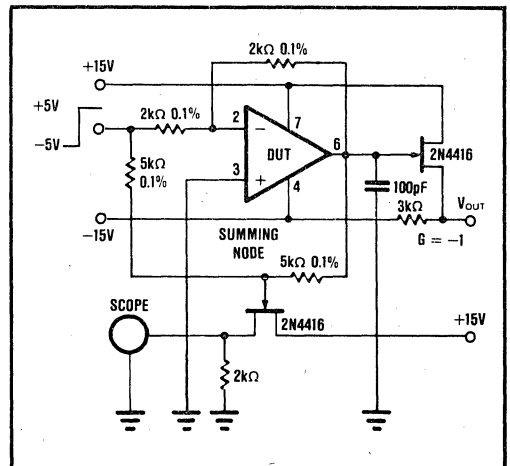 2kΩ 0.1%
+15V
+5V
−5V
2kΩ 0.1%
2
−
7
6
DUT
2N4416
5kΩ
0.1%
3
+
4
100pF
3kΩ
VOUT
−15V
SUMMING
NODE
G = −1
5kΩ 0.1%
SCOPE
2N4416
+15V
2kΩ